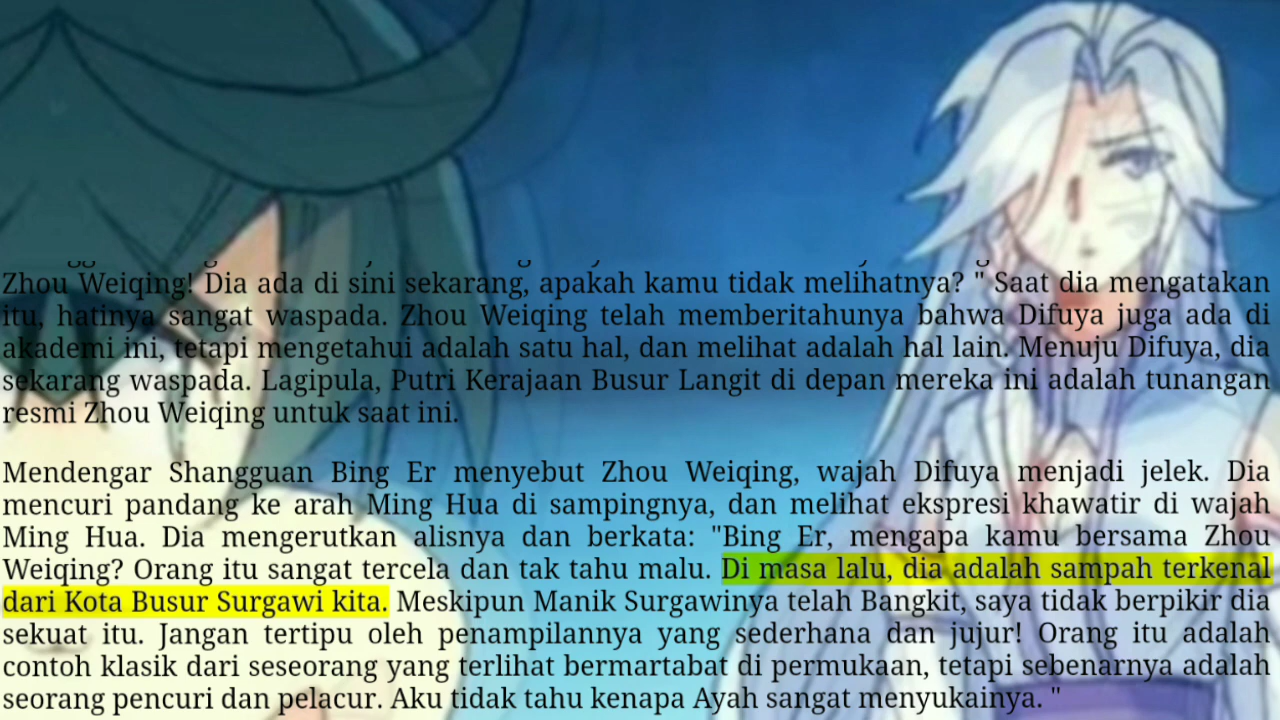 Zhou Weiqing! Dia ada di sini sekarang, apakah kamu tidak melihatnya? " Saat dia mengatakan
itu, hatinya sangat waspada. Zhou Weiqing telah memberitahunya bahwa Difuya juga ada di
akademi ini, tetapi mengetahui adalah satu hal, dan melihat adalah hal lain. Menuju Difuya, dia
sekarang waspada. Lagipula, Putri Kerajaan Busur Langit di depan mereka ini adalah tunangan
resmi Zhou Weiqing untuk saat ini.
Mendengar Shangguan Bing Er menyebut Zhou Weiqing, wajah Difuya menjadi jelek. Dia
mencuri pandang ke arah Ming Hua di sampingnya, dan melihat ekspresi khawatir di wajah
Ming Hua. Dia mengerutkan alisnya dan berkata: "Bing Er, mengapa kamu bersama Zhou
Weiqing? Orang itu sangat tercela dan tak tahu malu. Di masa lalu, dia adalah sampah terkenal
dari Kota Busur Surgawi kita. Meskipun Manik Surgawinya telah Bangkit, saya tidak berpikir dia
sekuat itu. Jangan tertipu oleh penampilannya yang sederhana dan jujur! Orang itu adalah
contoh klasik dari seseorang yang terlihat bermartabat di permukaan, tetapi sebenarnya adalah
seorang pencuri dan pelacur. Aku tidak tahu kenapa Ayah sangat menyukainya. "